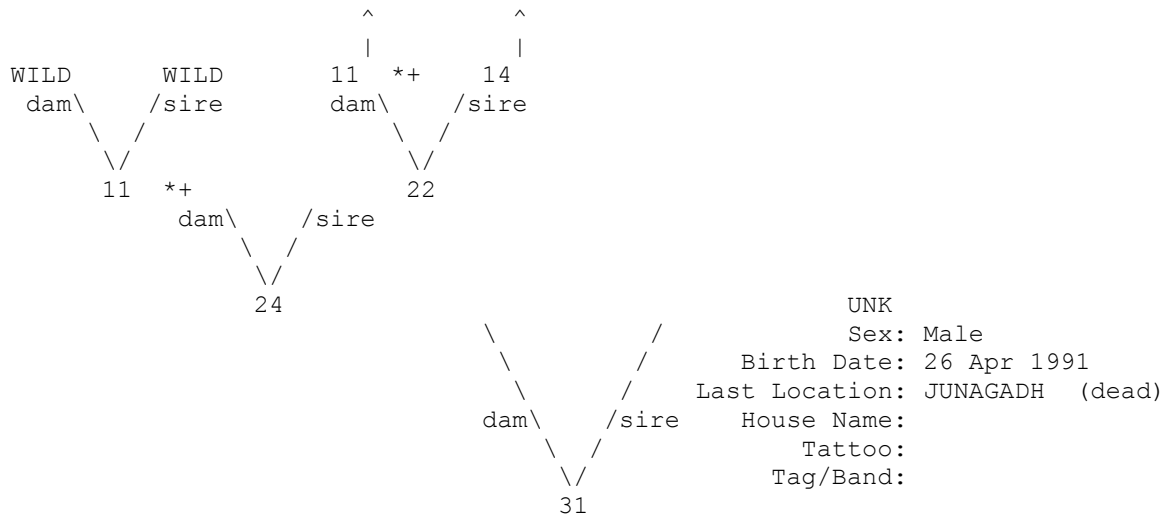 ^ ^
| |
WILD WILD 11 *+ 14
dam\ /sire dam\ /sire
\ / \ /
\/ \/
11 *+ 22
dam\ /sire
\ /
\/
24 UNK
\ / Sex: Male
\ / Birth Date: 26 Apr 1991
\ / Last Location: JUNAGADH (dead)
dam\ /sire House Name:
\ / Tattoo:
\/ Tag/Band:
31